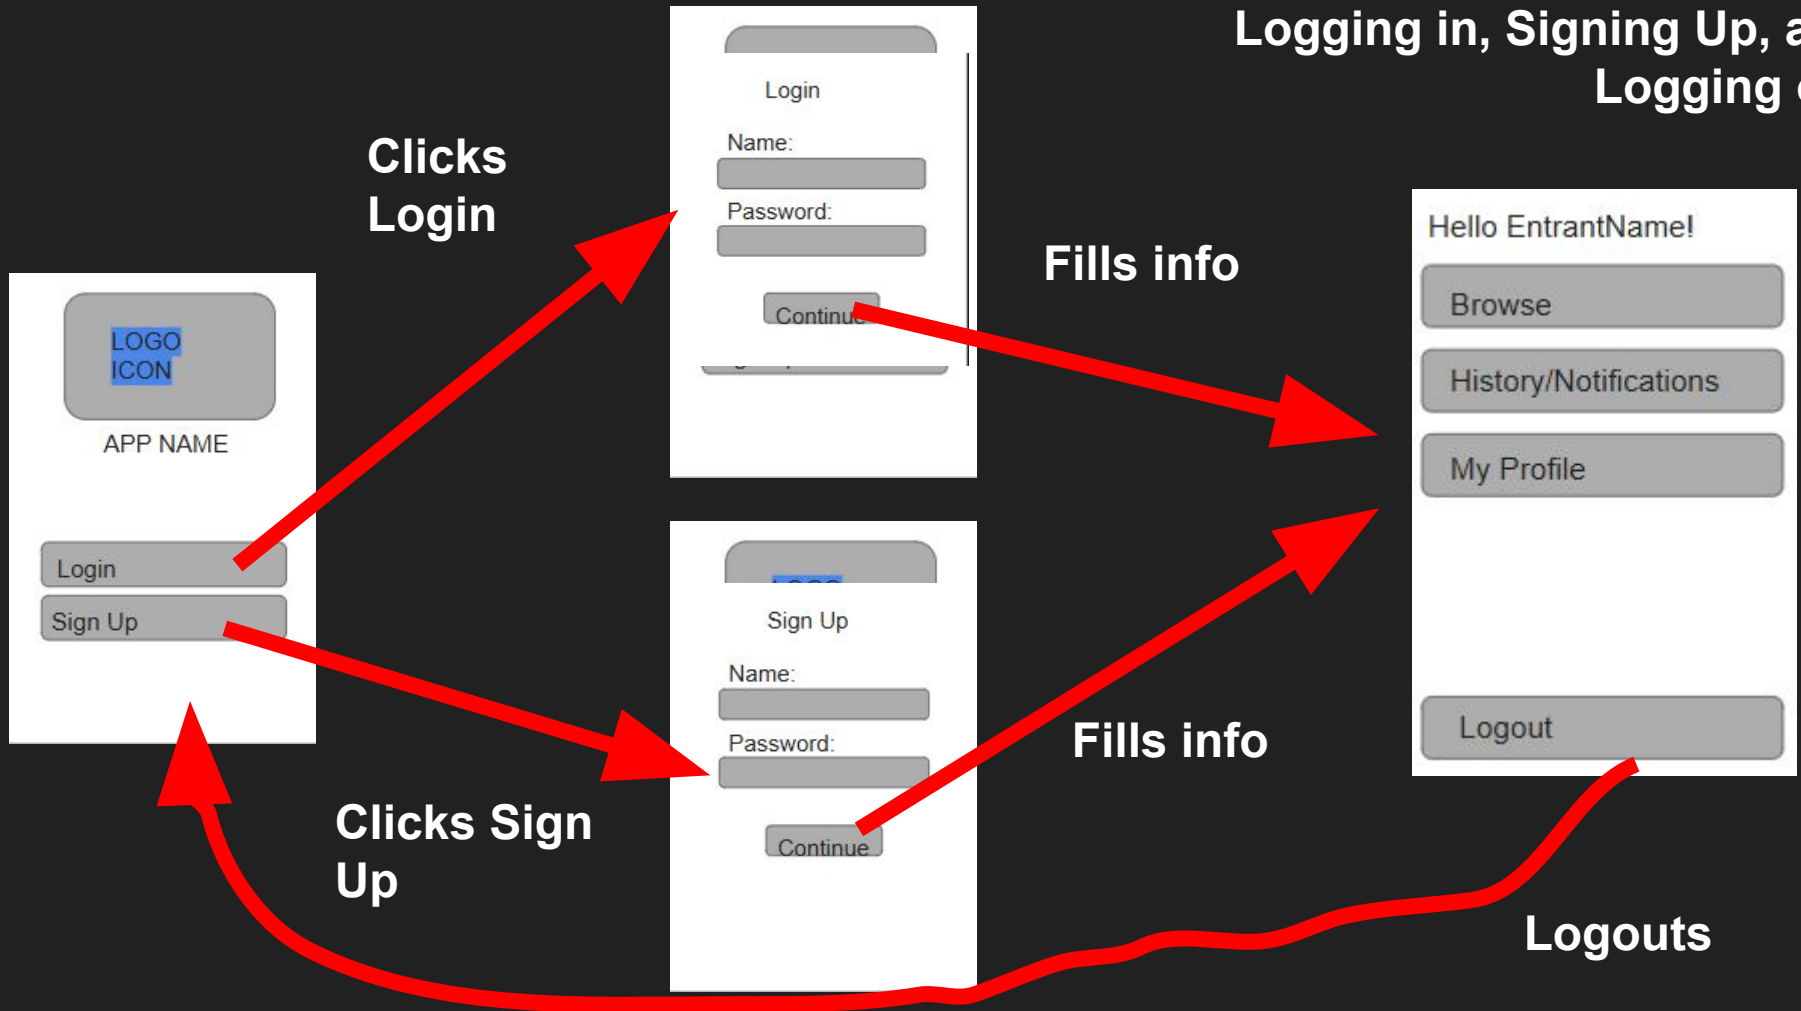 Logging in, Signing Up, a
Logging
Clicks
Login
Login
Name:
Password:
Continue
Fills info
Hello EntrantName!
Browse
History/Notifications
My Profile
Logout
LOGO
ICON
APP NAME
Login
Sign Up
Sign Up
Name:
Password:
Continue
Fills info
Clicks Sign
Up
Logouts